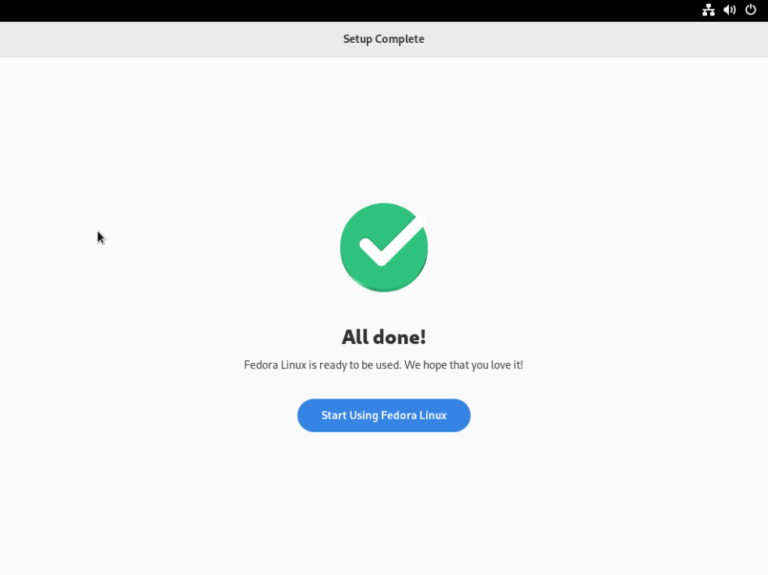 Setup Complete
All done!
Fedora Linux is ready to be used. We hope that you love it!
Start Using Fedora Linux